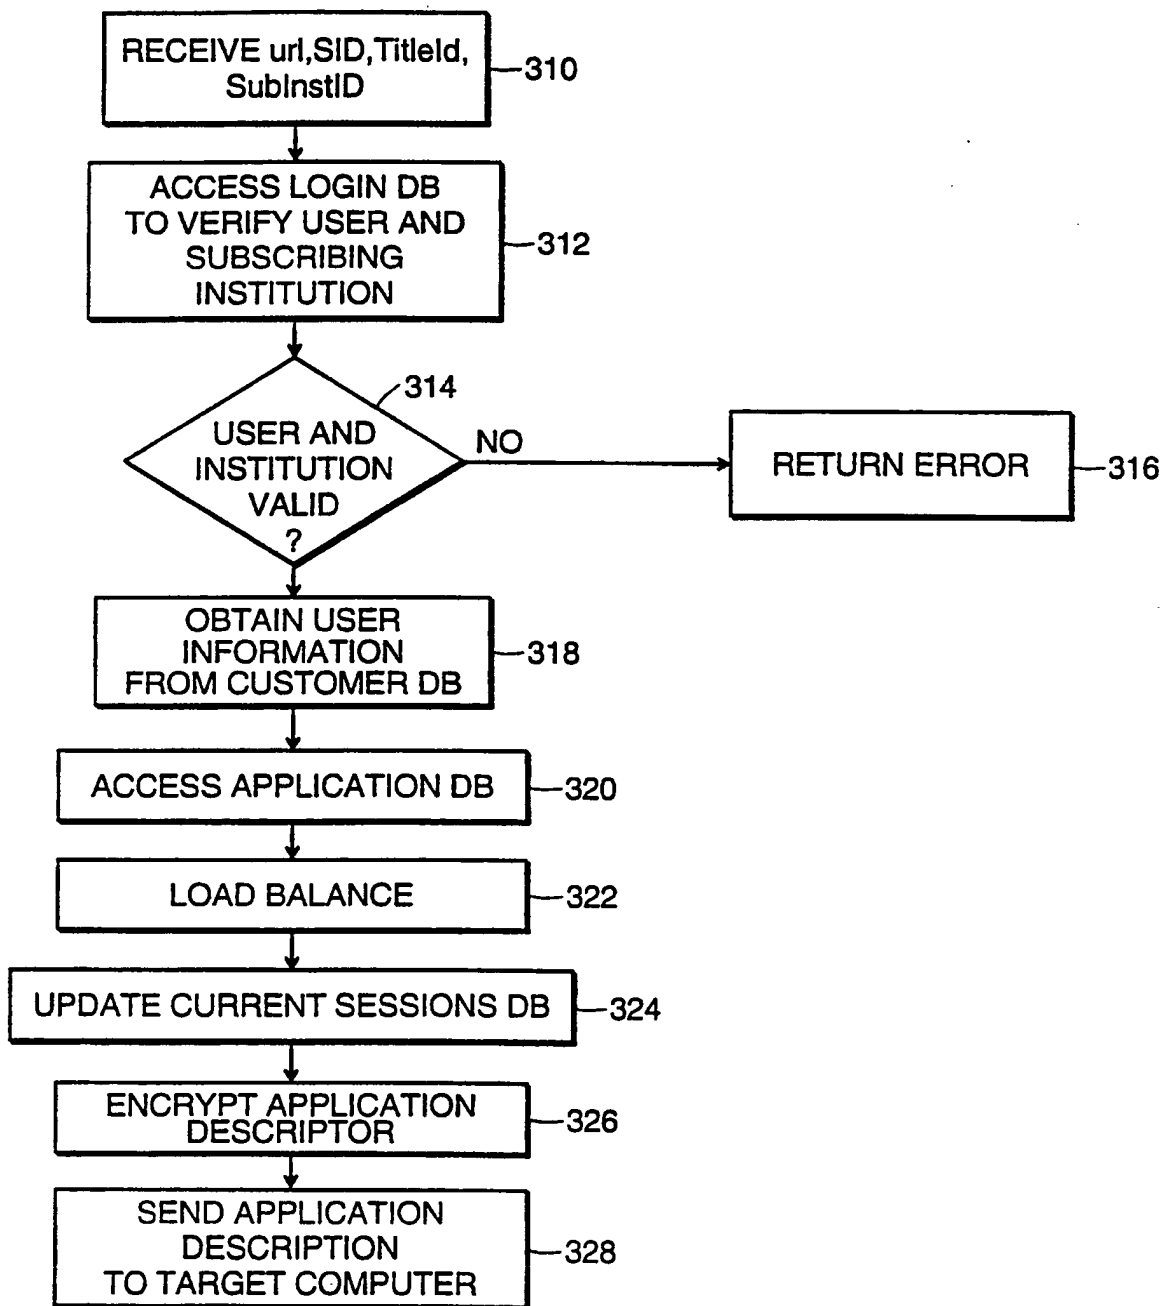 RECEIVE url,SID,TitleId,
SubInstID
310
ACCESS LOGIN DB
TO VERIFY USER AND
SUBSCRIBING
INSTITUTION
312
314
USER AND
INSTITUTION
VALID
?
NO
RETURN ERROR
316
OBTAIN USER
INFORMATION
FROM CUSTOMER DB
318
ACCESS APPLICATION DB
320
LOAD BALANCE
322
UPDATE CURRENT SESSIONS DB
324
ENCRYPT APPLICATION
DESCRIPTOR
326
SEND APPLICATION
DESCRIPTION
TO TARGET COMPUTER
328